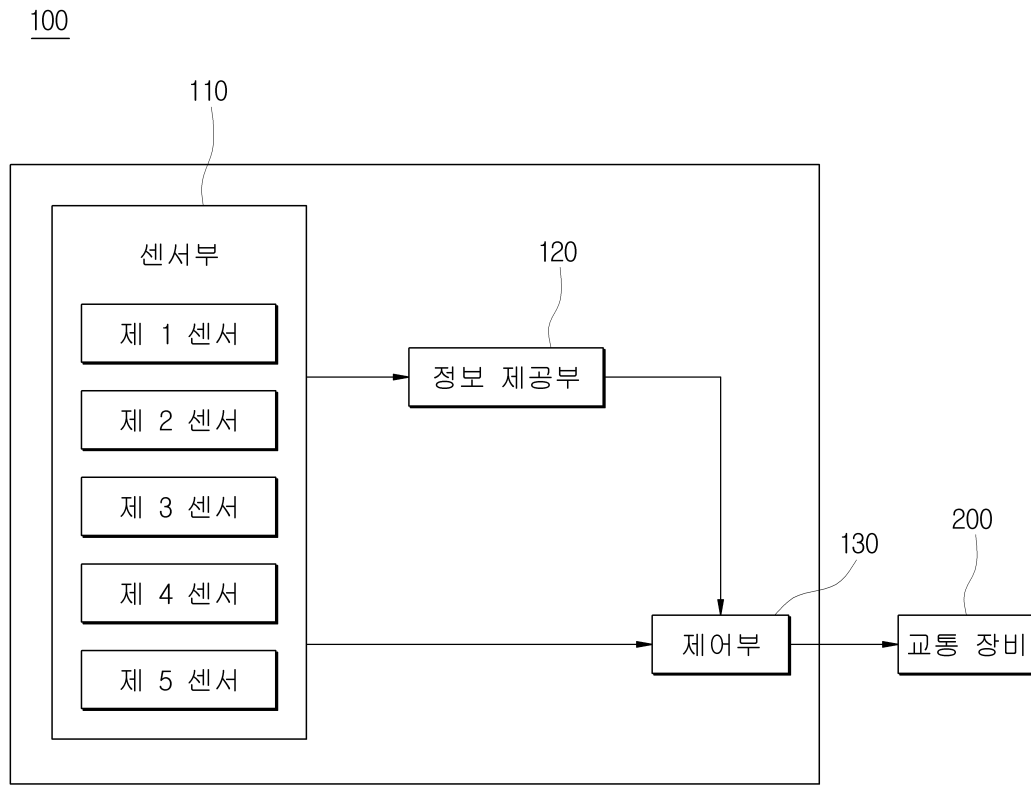 100
110
센서부
120
제 1 센서
정보 제공부
제 2 센서
제 3 센서
200
130
제 4 센서
제어부
교통 장비
제 5 센서